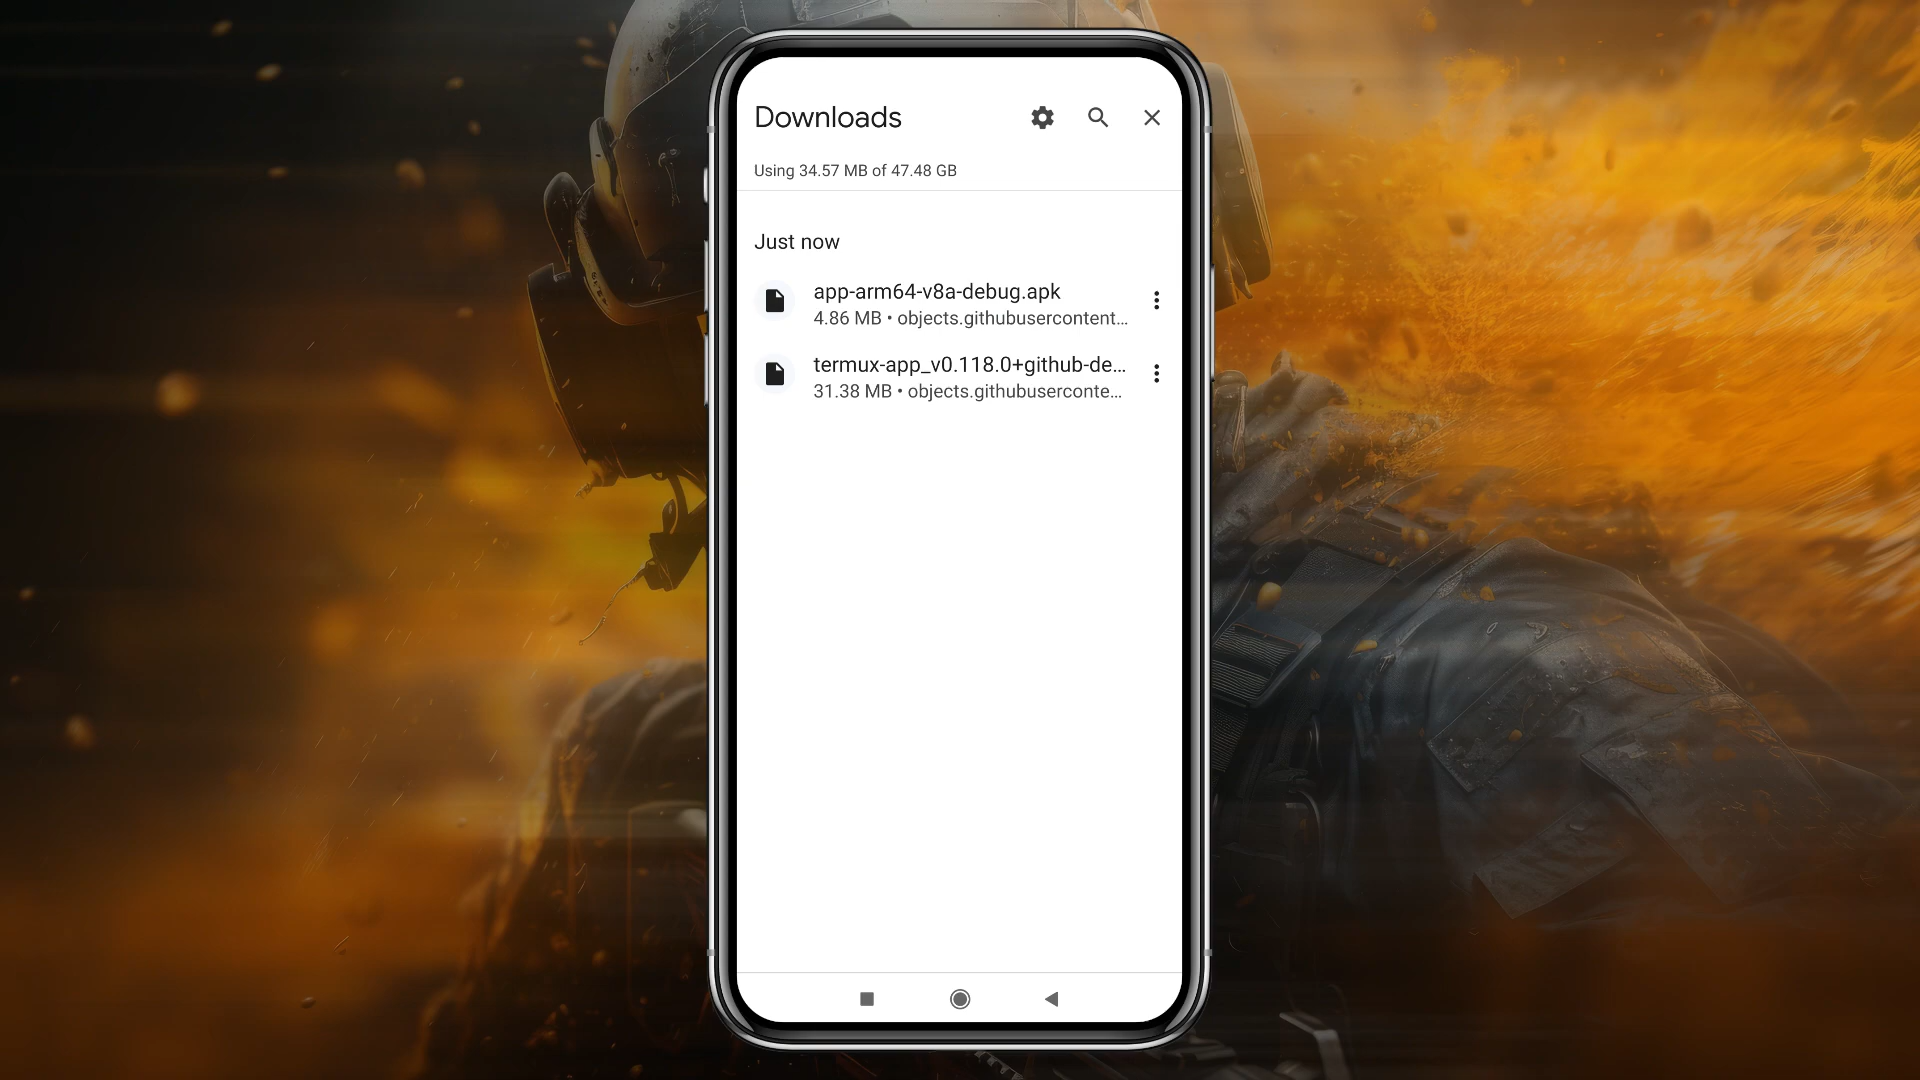 Downloads
Using 34.57 MB of 47.48 GB
Just now
app-arm64-v8a-debug.apk
4.86 MB • objects.githubusercontent...
termux-app_v0.118.0+github-de...
31.38 MB • objects.githubuserconte...